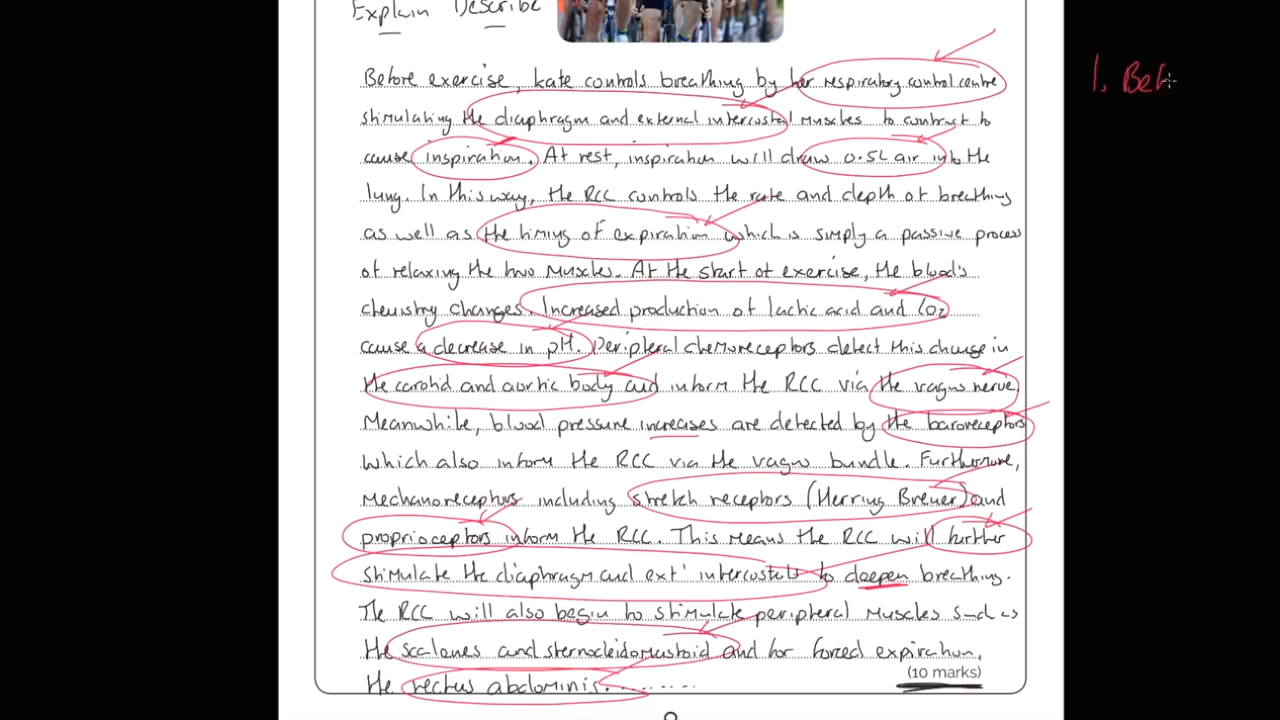 Explain Describe
Before exercise, Kate controls breathing by her respiratory control centre
1. Bef
stimulating the diaphragm and external intercostal muscles to contract to
cause inspiration. At rest, inspiration will draw 0.5L air into the
lung. In this way, the RCC controls the rate and depth of breathing
as well as the timing of expiration which is simply a passive process
of relaxing the two muscles. At the start of exercise, the blood's
chemistry changes. Increased production of lactic acid and CO2
cause a decrease in pH. Peripheral chemoreceptors detect this change in
the carotid and aortic body and inform the RCC via the vagus nerve.
Meanwhile, blood pressure increases are detected by the baroreceptors
which also inform the RCC via the vagus bundle. Furthermore,
mechanoreceptors including stretch receptors (Herring Breuer) and
proprioceptors inform the RCC. This means the RCC will further
stimulate the diaphragm and ext' intercostals to deepen breathing.
The RCC will also begin to stimulate peripheral muscles such as
the scalenes and sternocleidomastoid and for forced expiration,
the rectus abdominis.
(10 marks)